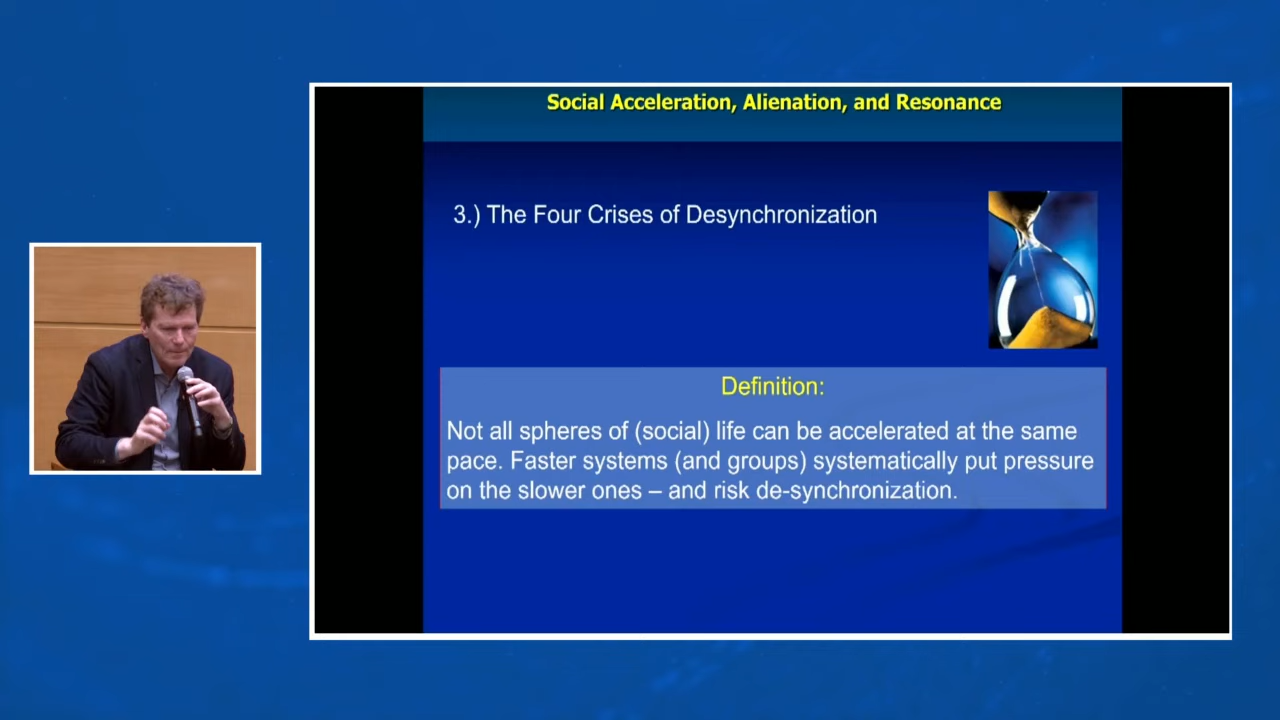 Social Acceleration, Alienation, and Resonance
3.) The Four Crises of Desynchronization
Definition:
Not all spheres of (social) life can be accelerated at the same
pace. Faster systems (and groups) systematically put pressure
on the slower ones – and risk de-synchronization.